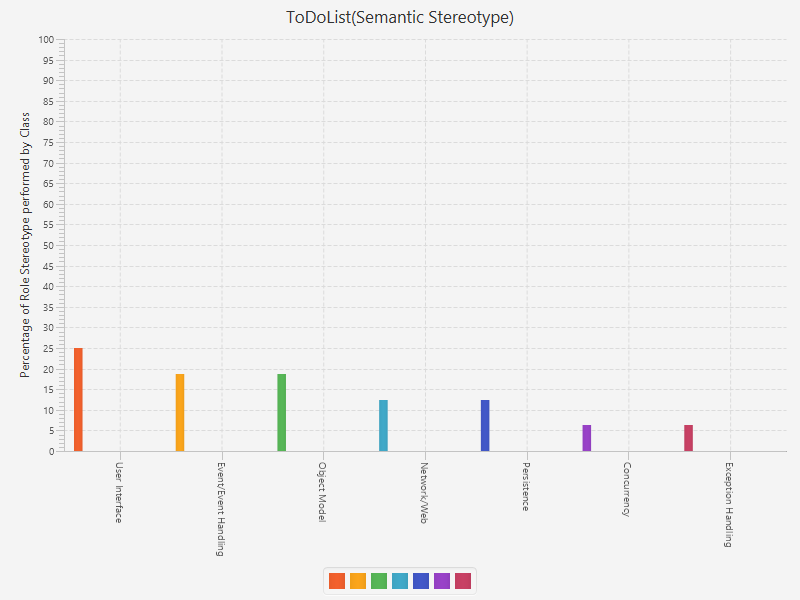 ToDoList(Semantic Stereotype)
Percentage of Role Stereotype performed by Class
100
95
90
85
80
75
70
65
60
55
50
45
40
35
30
25
20
15
10
5
0
User Interface
Event/Event Handling
Object Model
Network/Web
Persistence
Concurrency
Exception Handling